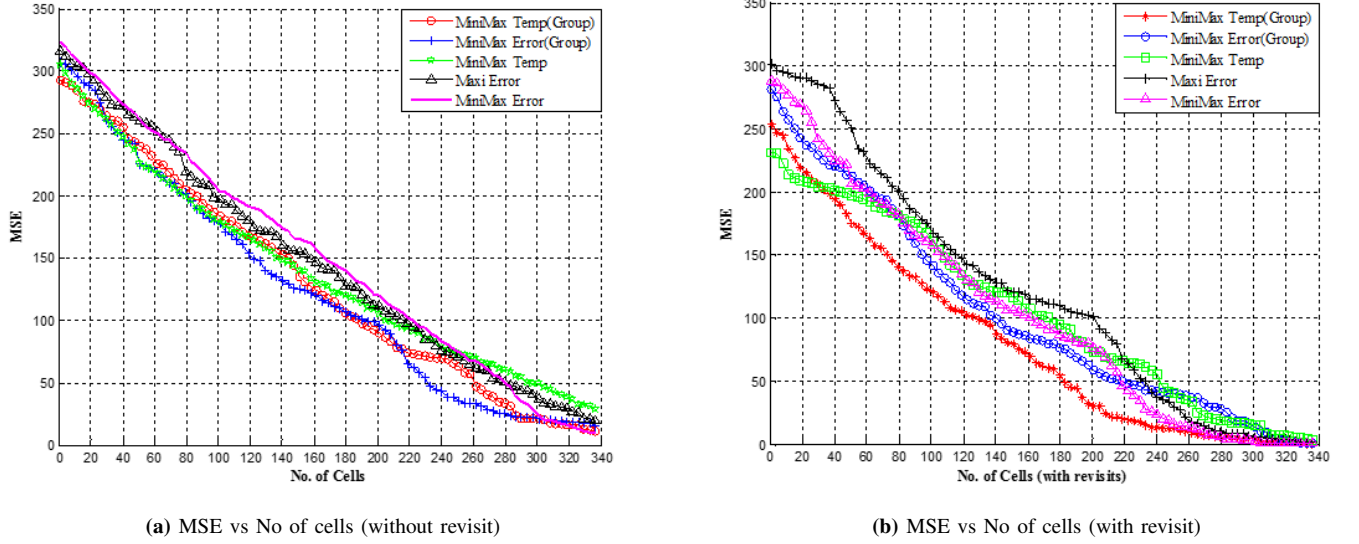 350
300
250
200
150
100
50
0
MSE
0 20 40 60 80 100 120 140 160 180 200 220 240 260 280 300 320 340
No. of Cells
MiniMax Temp(Group)
MiniMax Error(Group)
MiniMax Temp
Maxi Error
MiniMax Error
(a) MSE vs No of cells (without revisit)
350
300
250
200
150
100
50
0
MSE
0 20 40 60 80 100 120 140 160 180 200 220 240 260 280 300 320 340
No. of Cells (with revisits)
MiniMax Temp(Group)
MiniMax Error(Group)
MiniMax Temp
Maxi Error
MiniMax Error
(b) MSE vs No of cells (with revisit)